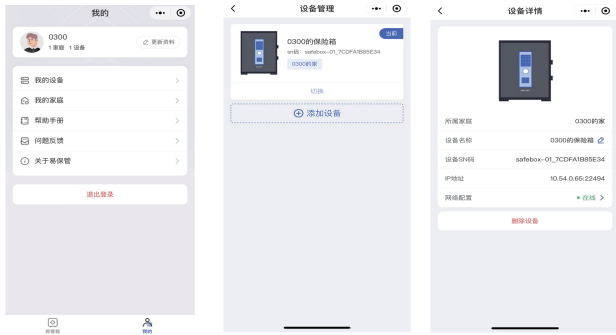 我的
0300
1 家庭 1 设备
更新资料
我的设备
我的家庭
帮助手册
问题反馈
关于易保管
退出登录
保管箱
我的
设备管理
当前
0300的保险箱
sn码: safebox-01_7CDFA1B85E34
0300的家
切换
添加设备
设备详情
所属家庭 0300的家
设备名称 0300的保险箱
设备SN码 safebox-01_7CDFA1B85E34
IP地址 10.54.0.65:22494
网络配置 在线
删除设备